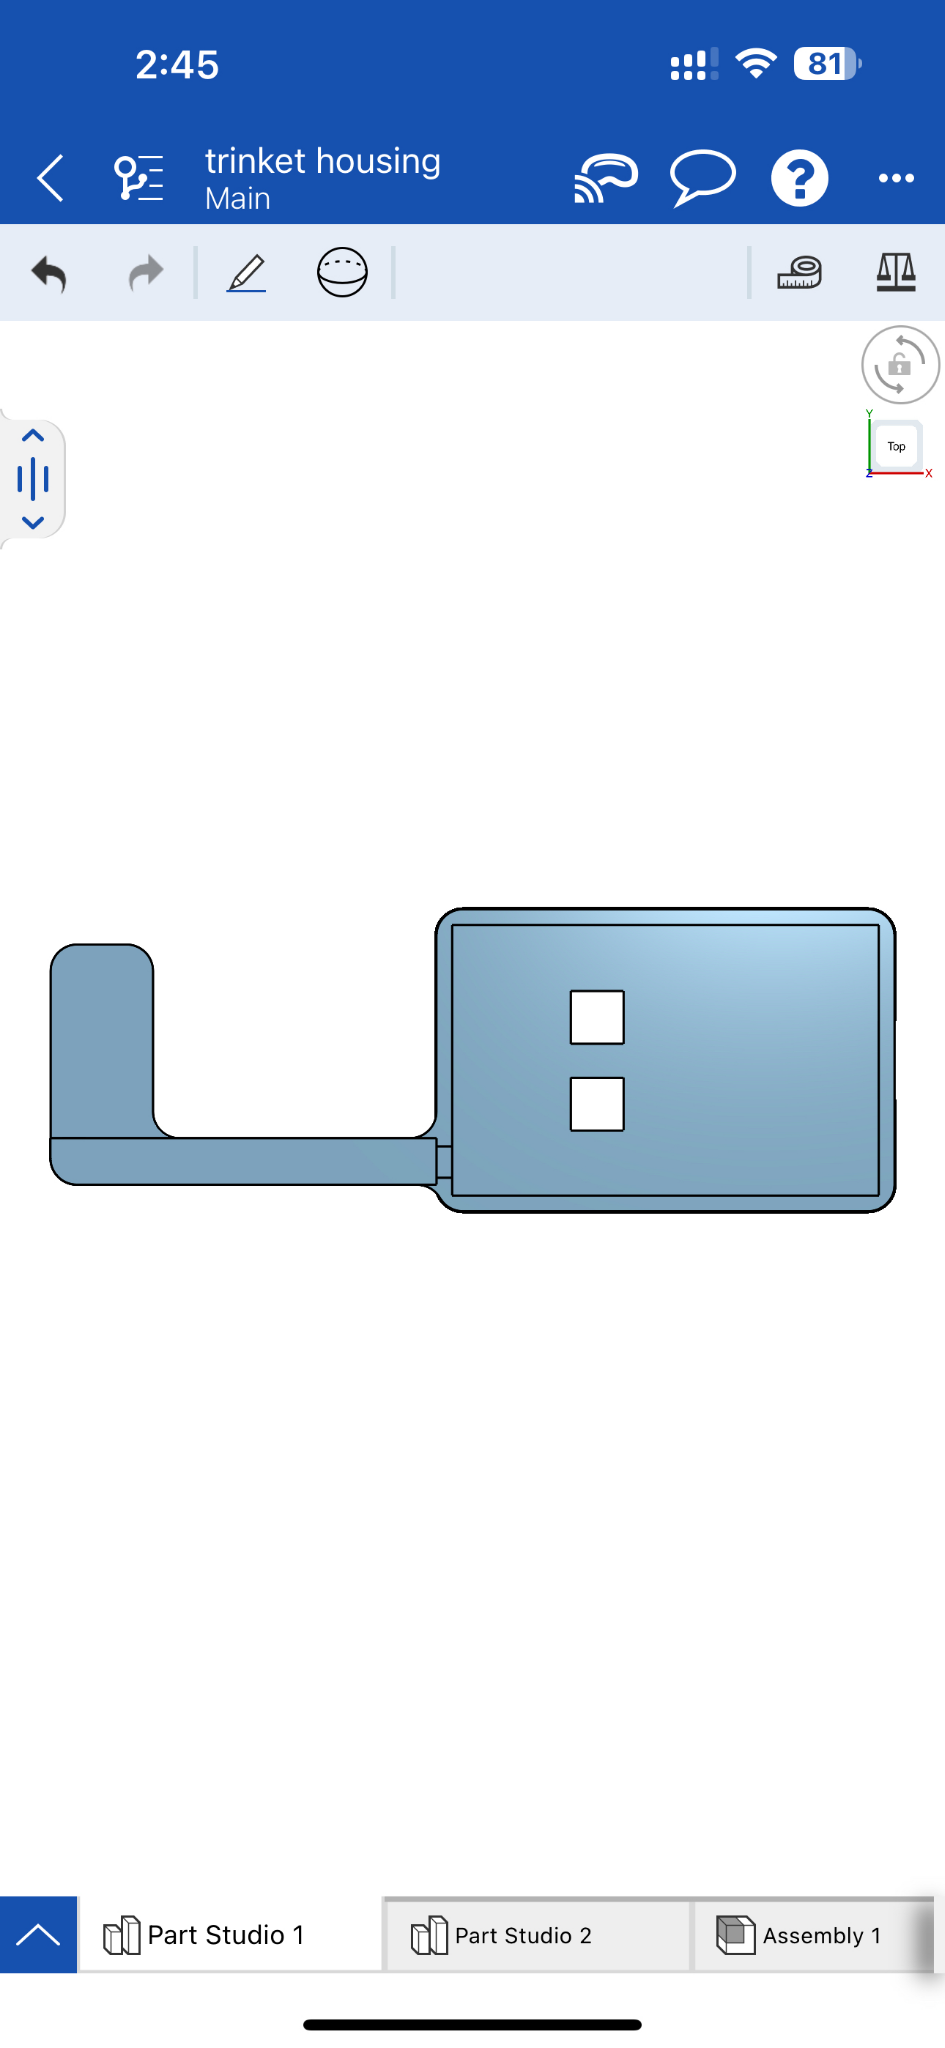 2:45
81
trinket housing
Main
Y
Top
Z
X
Part Studio 1
Part Studio 2
Assembly 1